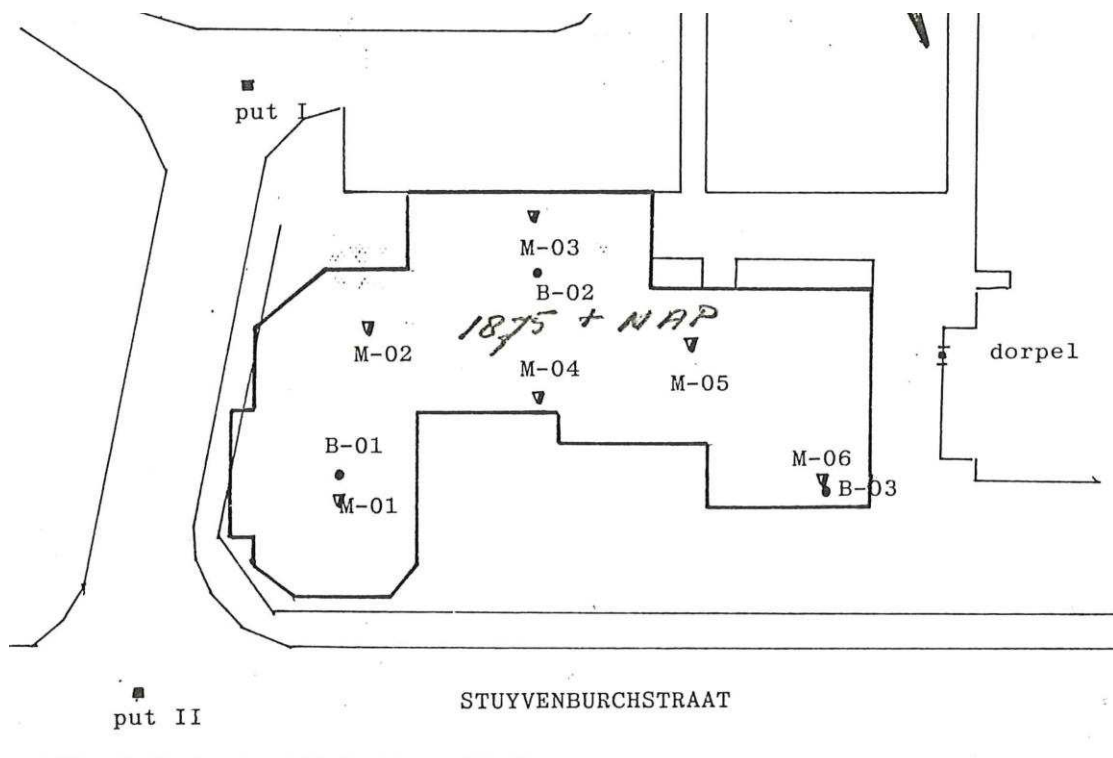 put I
M-03
B-02
1875 + NAP
M-02
M-04
M-05
dorpel
B-01
M-06
M-01
B-03
STUYVENBURCHSTRAAT
put II